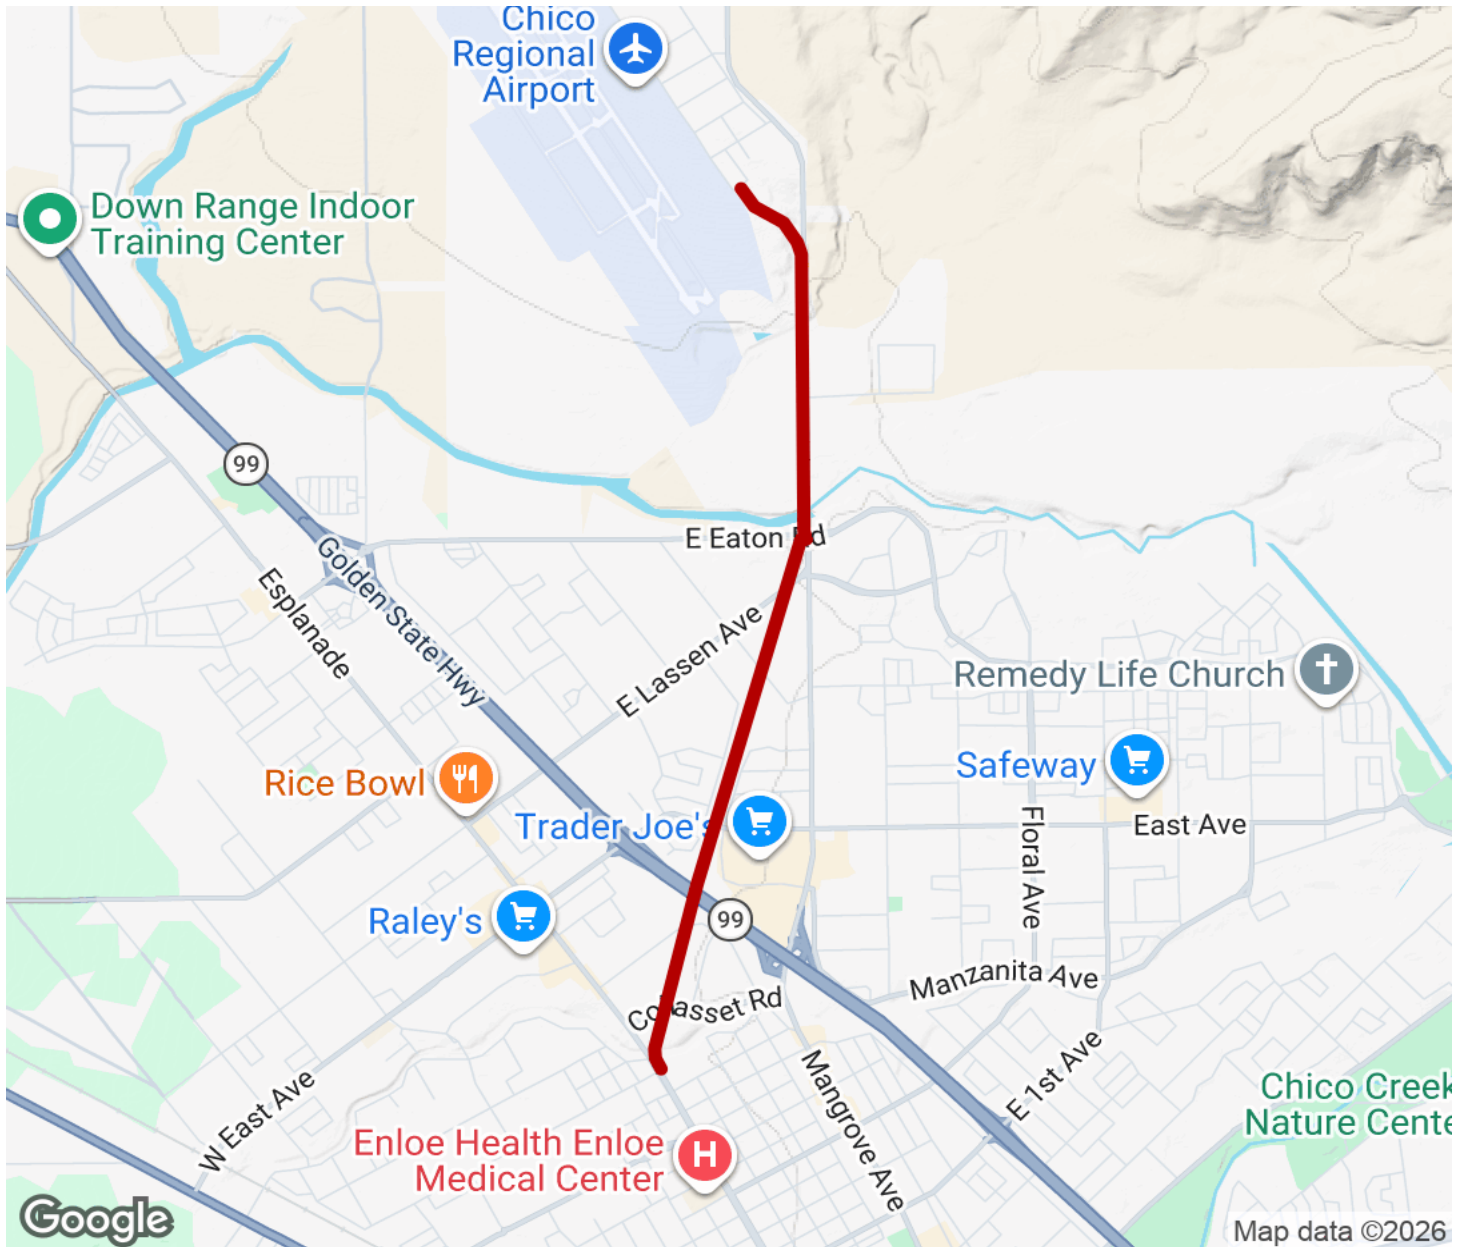 Chico
Regional
Airport
Down Range Indoor
Training Center
99
E Eaton Rd
Golden State Hwy
Esplanade
E Lassen Ave
Remedy Life Church
Rice Bowl
Safeway
Trader Joe's
East Ave
Floral Ave
Raley's
99
Manzanita Ave
Cohasset Rd
Mangrove Ave
E 1st Ave
W East Ave
Chico Creek
Nature Cente
Enloe Health Enloe
Medical Center
H
Google
Map data ©2026